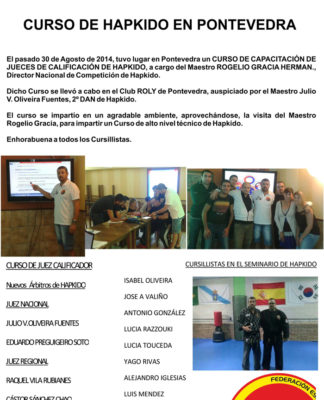 CURSO DE HAPKIDO EN PONTEVEDRA
El pasado 30 de Agosto de 2014, tuvo lugar en Pontevedra un CURSO DE CAPACITACIÓN DE
JUECES DE CALIFICACIÓN DE HAPKIDO, a cargo del Maestro ROGELIO GRACIA HERMAN.,
Director Nacional de Competición de Hapkido.
Dicho Curso se llevó a cabo en el Club ROLY de Pontevedra, auspiciado por el Maestro Julio
V. Oliveira Fuentes, 2º DAN de Hapkido.
El curso se impartio en un agradable ambiente, aprovechándose, la visita del Maestro
Rogelio Gracia, para impartir un Curso de alto nivel técnico de Hapkido.
Enhorabuena a todos los Cursillistas.
CURSO DE JUEZ CALIFICADOR
Nuevos Árbitros de HAPKIDO
JUEZ NACIONAL
JULIO V.OLIVEIRA FUENTES
EDUARDO PREGUIGEIRO SOTO
JUEZ REGIONAL
RAQUEL VILA RUBIANES
CÁSTOR SÁNCHEZ CHAO
ISABEL OLIVEIRA
JOSE A VALIÑO
ANTONIO GONZÁLEZ
LUCIA RAZZOUKI
LUCIA TOUCEDA
YAGO RIVAS
ALEJANDRO IGLESIAS
LUIS MENDEZ
CURSILLISTAS EN EL SEMINARIO DE HAPKIDO
FEDERACIÓN ES